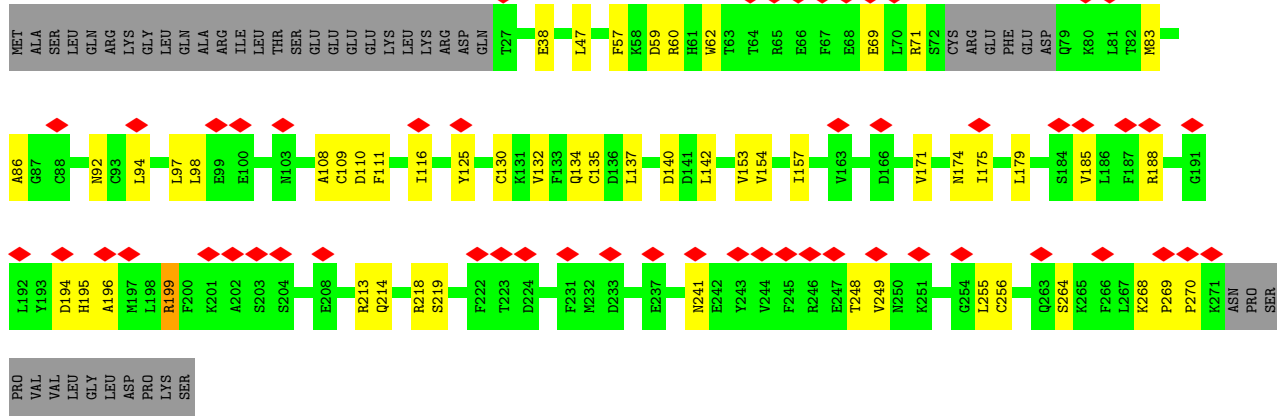 MET ALA SER LEU GLN ARG LYS GLY LEU GLN ALA ARG ILE LEU THR SER GLU GLU GLU GLU LYS LEU LYS ARG ASP GLN T27 E38 L47 F57 K58 D59 R60 H61 W62 T63 T64 R65 E66 F67 E68 E69 L70 R71 S72 CYS ARG GLU PHE GLU ASP Q79 K80 L81 T82 M83
A86 G87 C88 N92 C93 L94 L97 L98 E99 E100 N103 A108 C109 D110 F111 I116 Y125 C130 K131 V132 F133 Q134 C135 D136 L137 D140 D141 L142 V153 V154 I157 V163 D166 V171 N174 I175 L179 S184 V185 L186 F187 R188 G191
L192 Y193 D194 H195 A196 M197 L198 R199 F200 K201 A202 S203 S204 E208 R213 Q214 R218 S219 F222 T223 D224 F231 M232 D233 E237 N241 E242 Y243 V244 F245 R246 E247 T248 V249 N250 K251 G254 L255 C256 Q263 S264 K265 F266 L267 K268 P269 P270 K271 ASN PRO SER
PRO VAL VAL LEU GLY LEU ASP PRO LYS SER